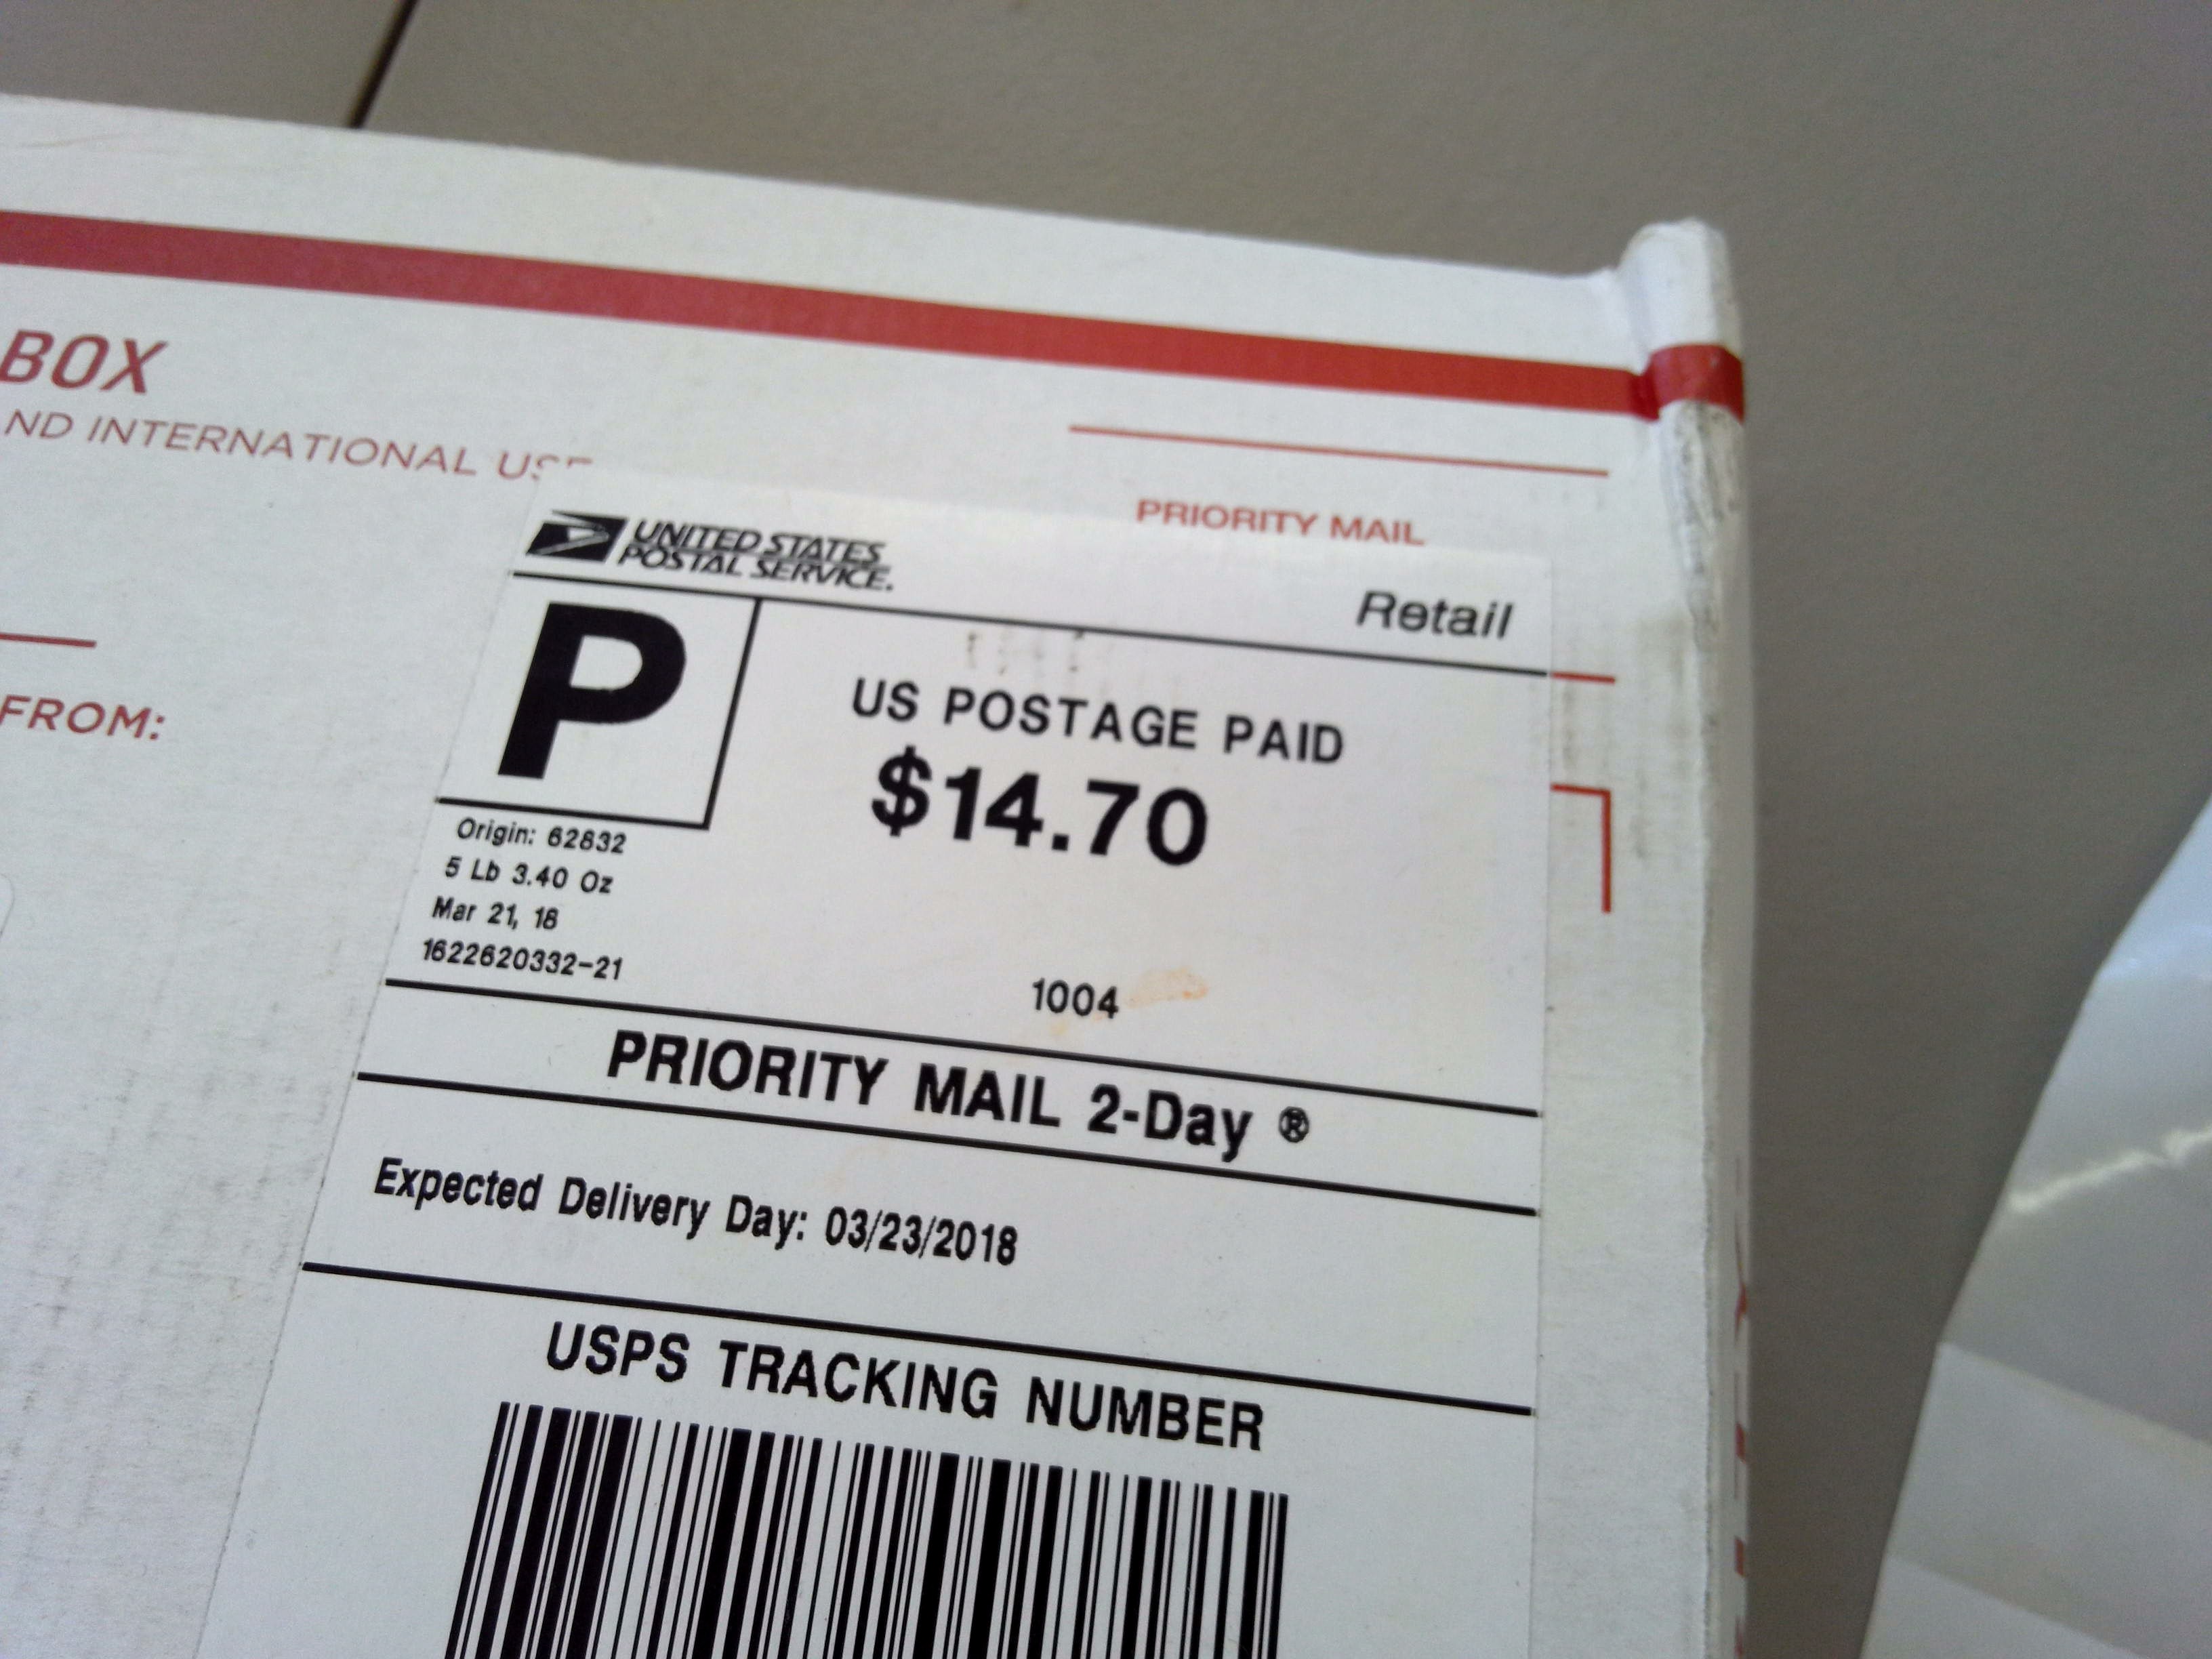 BOX
ND INTERNATIONAL USE
PRIORITY MAIL
FROM:
UNITED STATES
POSTAL SERVICE.
Retail
P
US POSTAGE PAID
$14.70
Origin: 62832
5 Lb 3.40 Oz
Mar 21, 18
1622620332-21
1004
PRIORITY MAIL 2-Day ®
Expected Delivery Day: 03/23/2018
USPS TRACKING NUMBER